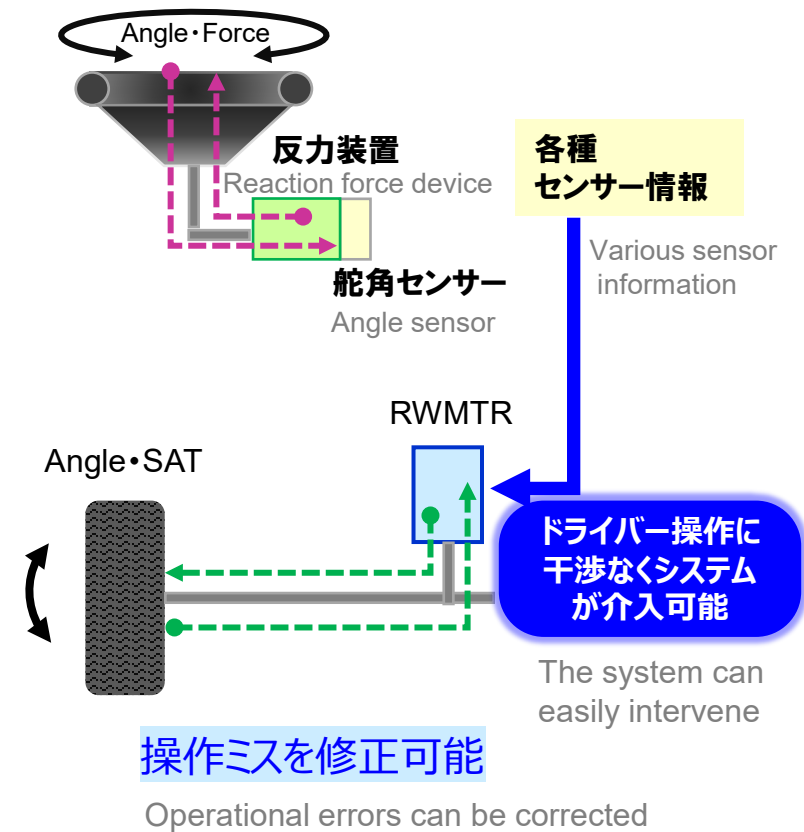 Angle・Force
反力装置
Reaction force device
舵角センサー
Angle sensor
各種
センサー情報
Various sensor
information
RWMTR
Angle・SAT
ドライバー操作に
干渉なくシステム
が介入可能
The system can
easily intervene
操作ミスを修正可能
Operational errors can be corrected